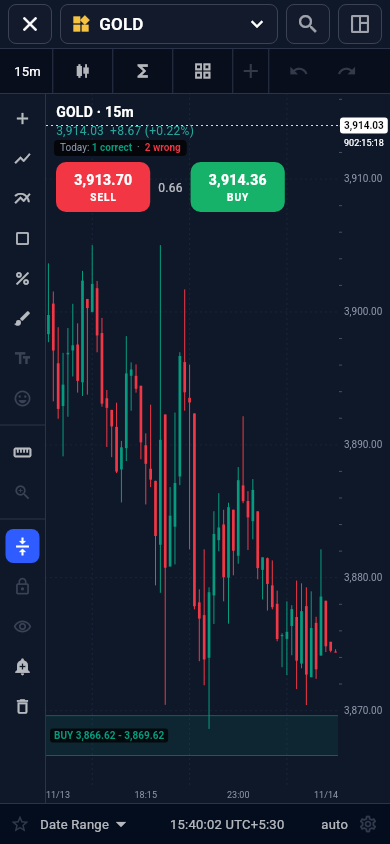 GOLD
15m
Σ
GOLD · 15m
3,914.03 +8.67 (+0.22%)
3,914.03
902:15:18
Today: 1 correct · 2 wrong
3,913.70
SELL
0.66
3,914.36
BUY
3,910.00
3,900.00
Tт
3,890.00
3,880.00
3,870.00
BUY 3,866.62 - 3,869.62
11/13 18:15 23:00 11/14
Date Range 15:40:02 UTC+5:30 auto